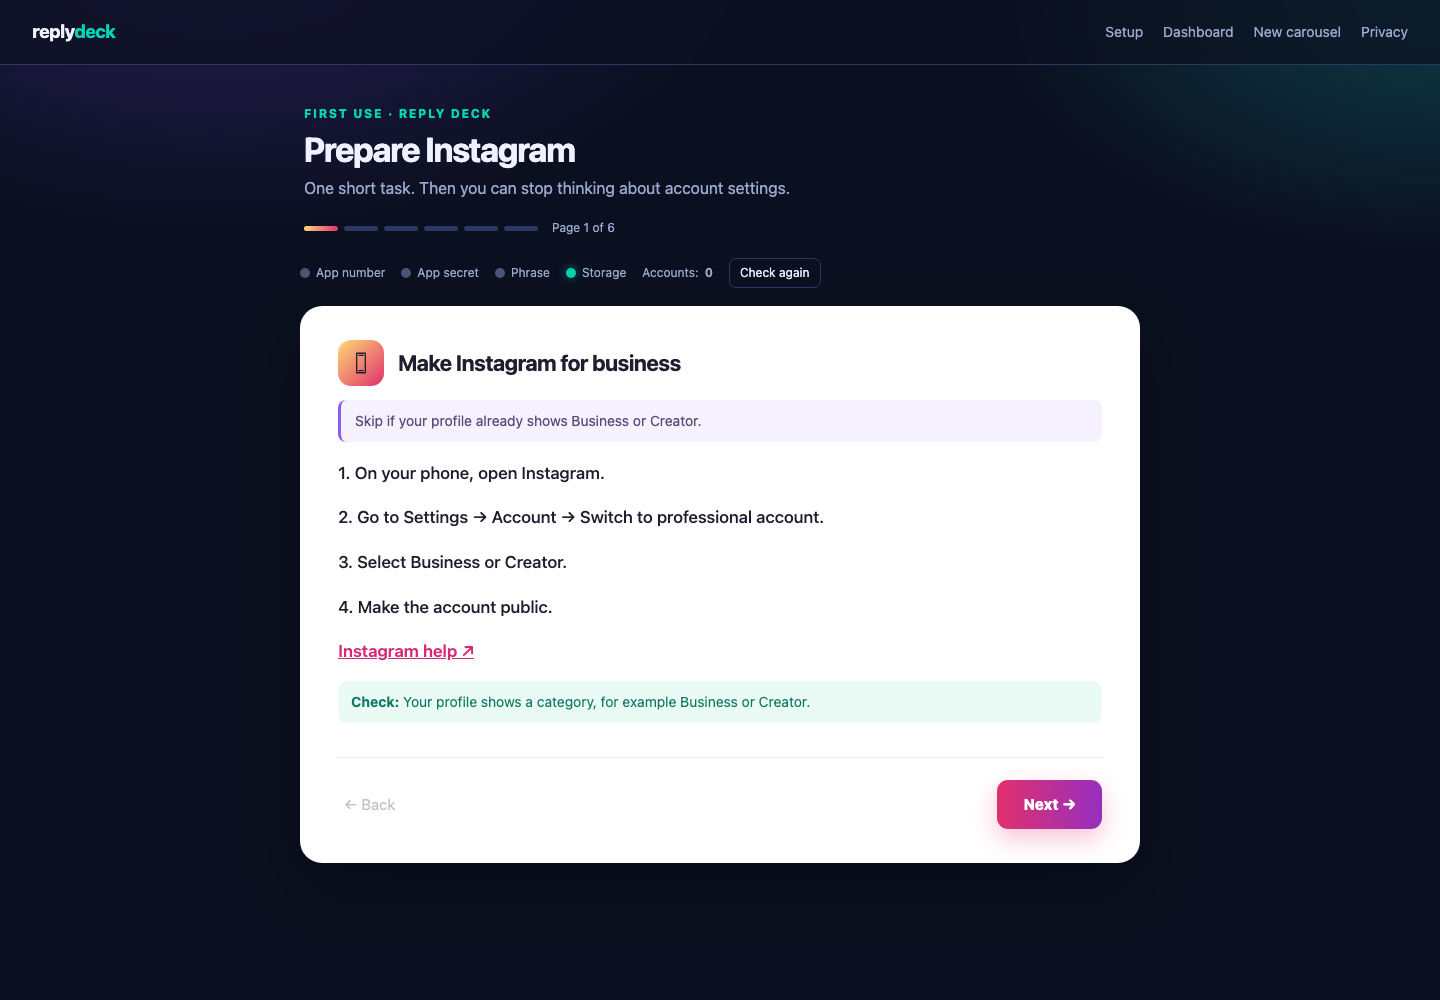 replydeck
Setup Dashboard New carousel Privacy
FIRST USE · REPLY DECK
Prepare Instagram
One short task. Then you can stop thinking about account settings.
Page 1 of 6
App number App secret Phrase Storage Accounts: 0 Check again
Make Instagram for business
Skip if your profile already shows Business or Creator.
1. On your phone, open Instagram.
2. Go to Settings → Account → Switch to professional account.
3. Select Business or Creator.
4. Make the account public.
Instagram help ↗
Check: Your profile shows a category, for example Business or Creator.
← Back Next →